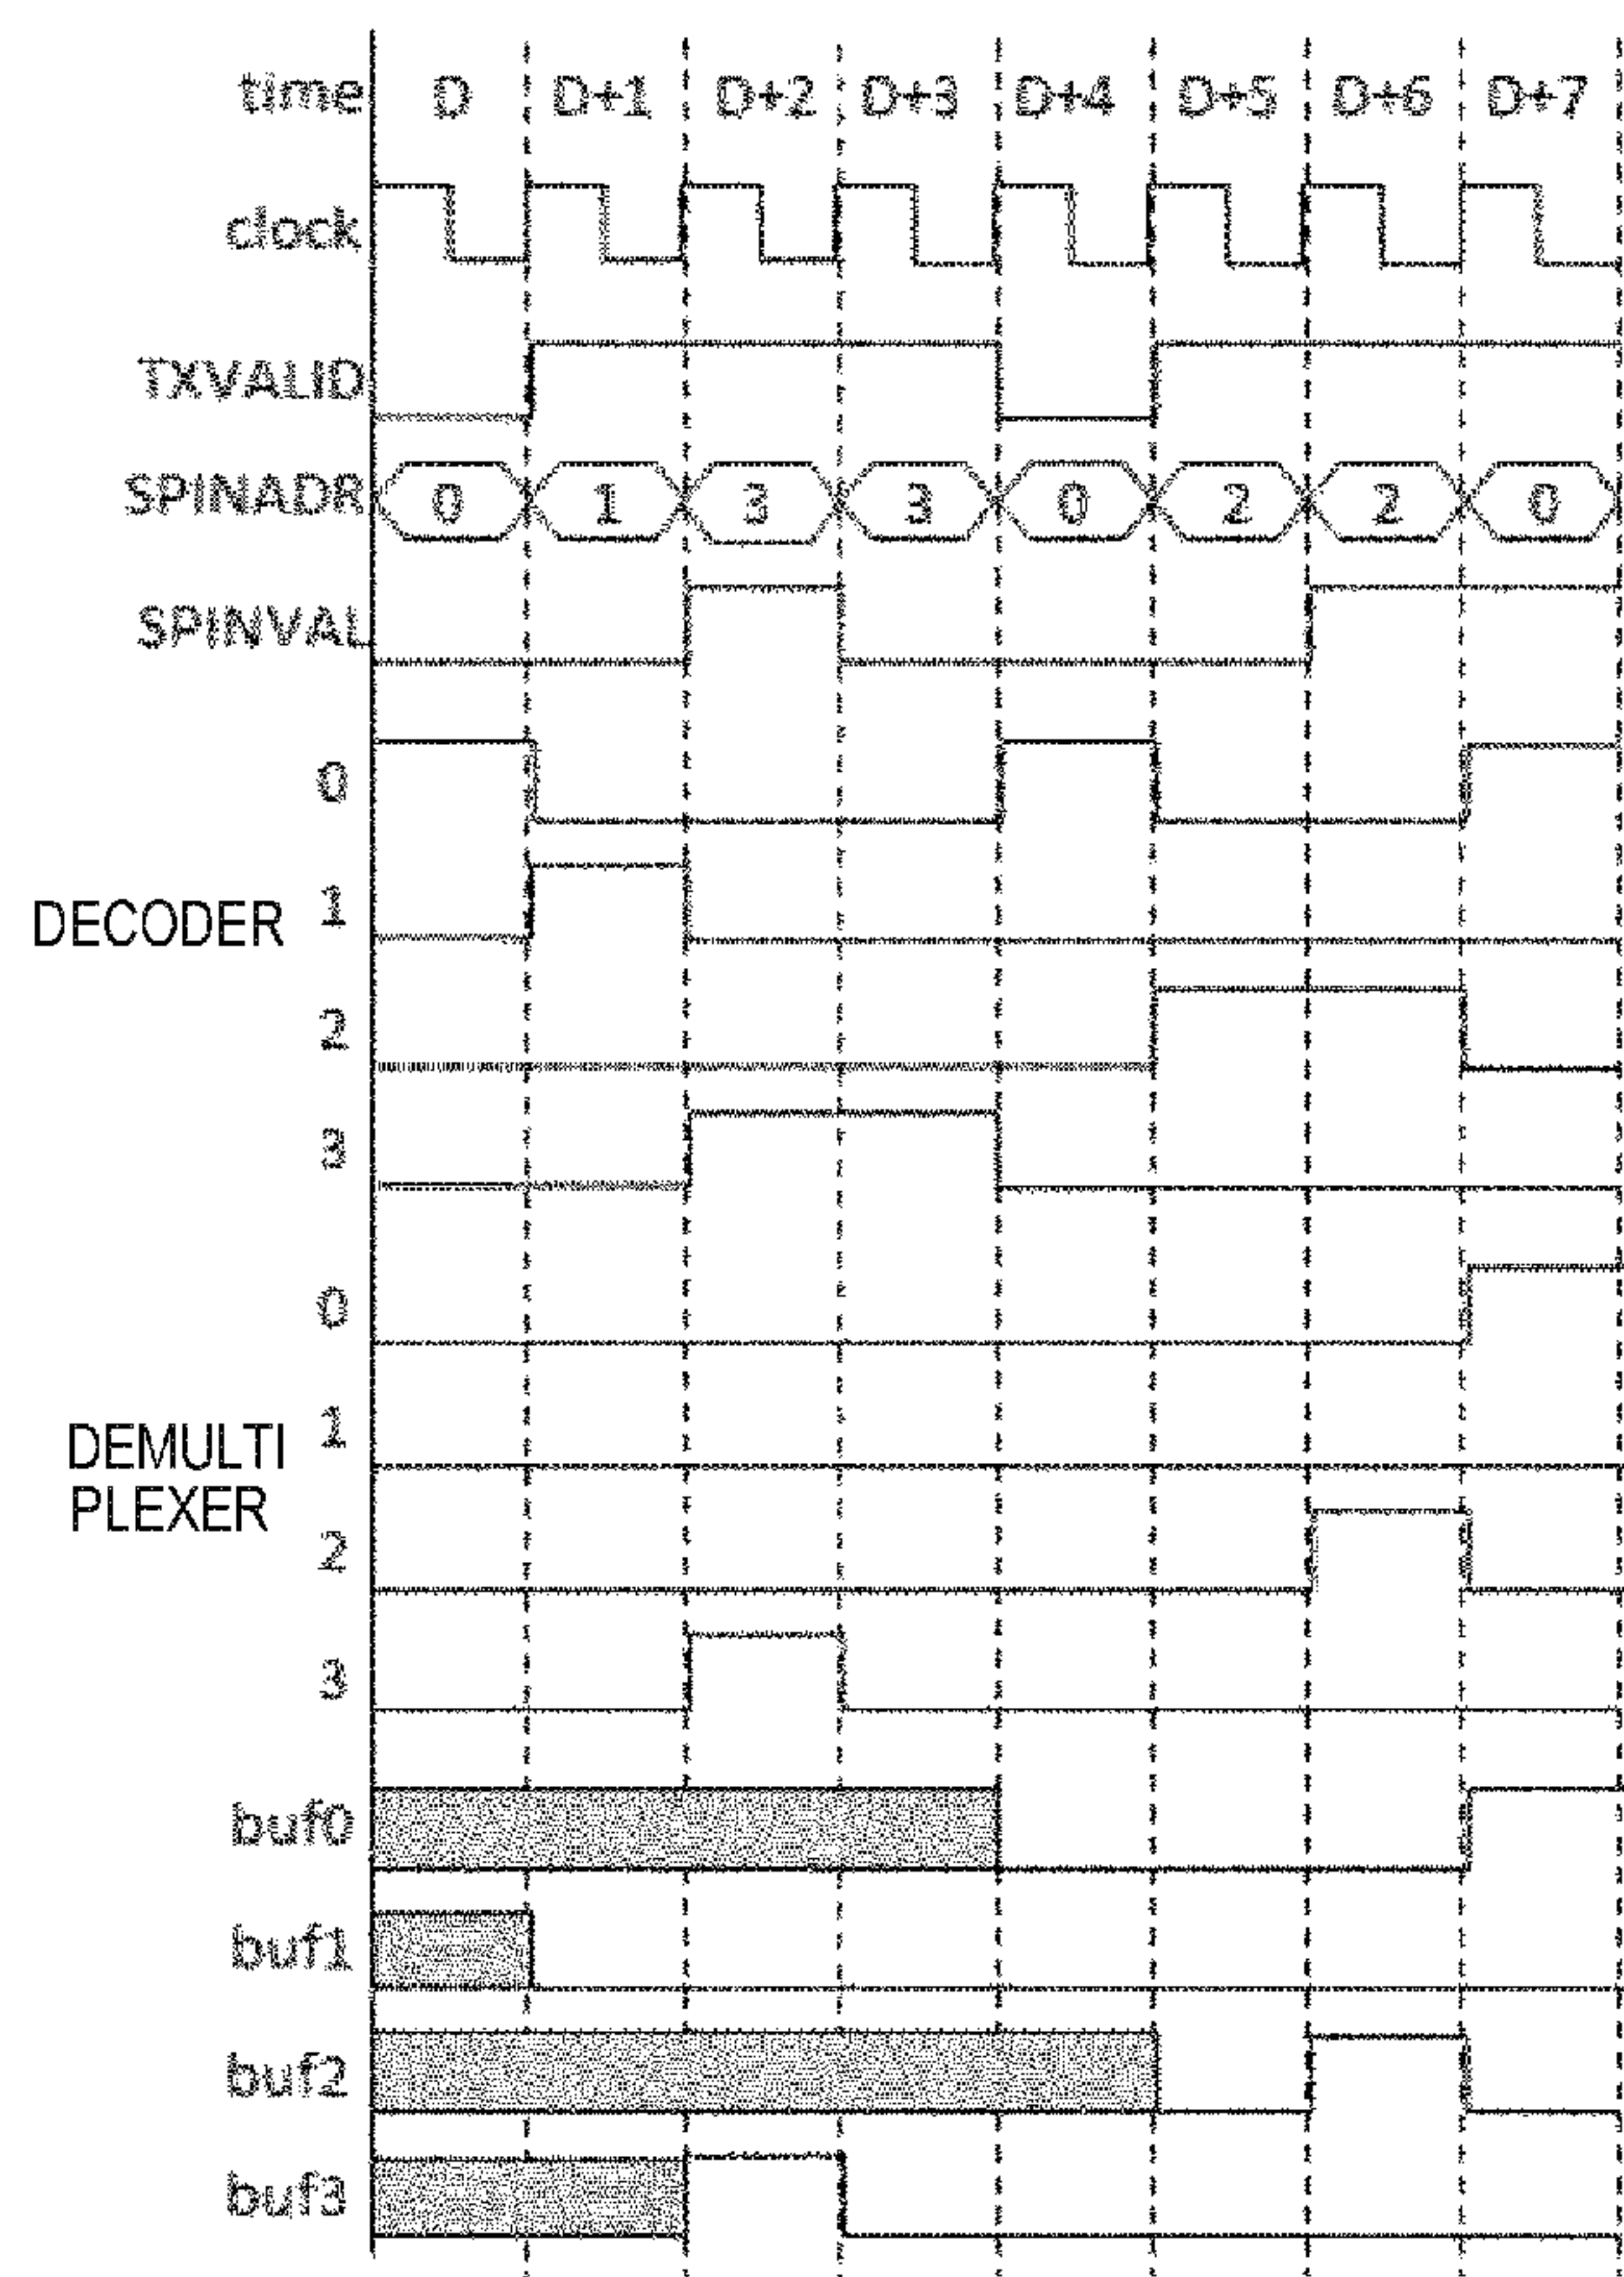 time D D+1 D+2 D+3 D+4 D+5 D+6 D+7
clock
TXVALID
SPINADR 0 1 3 3 0 2 2 0
SPINVAL
0
DECODER 1
2
3
0
DEMULTI 1
PLEXER
2
3
buf0
buf1
buf2
buf3